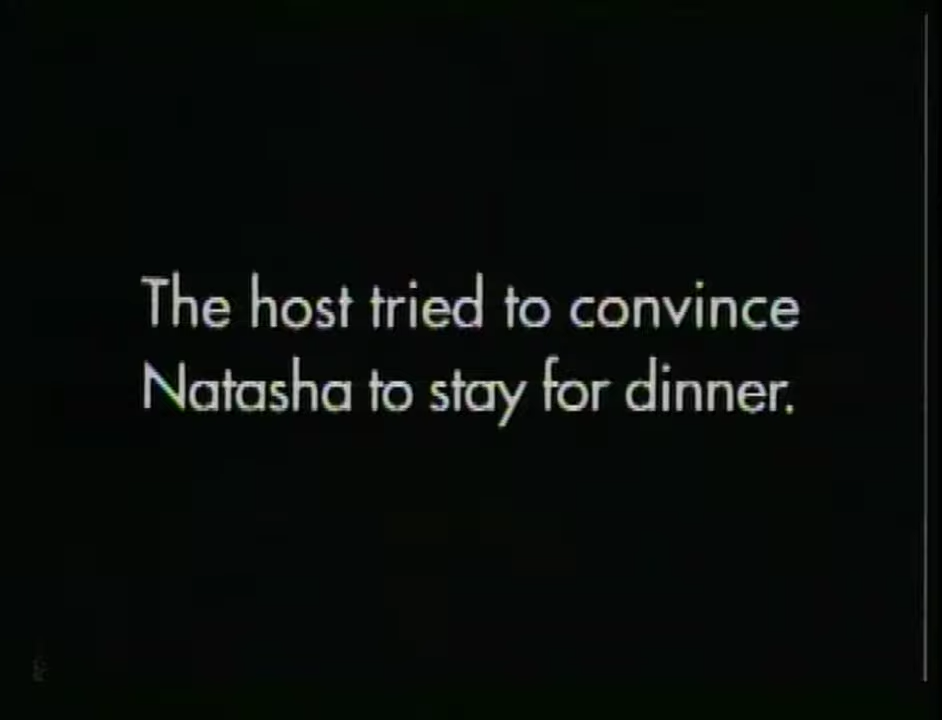 The host tried to convince
Natasha to stay for dinner.